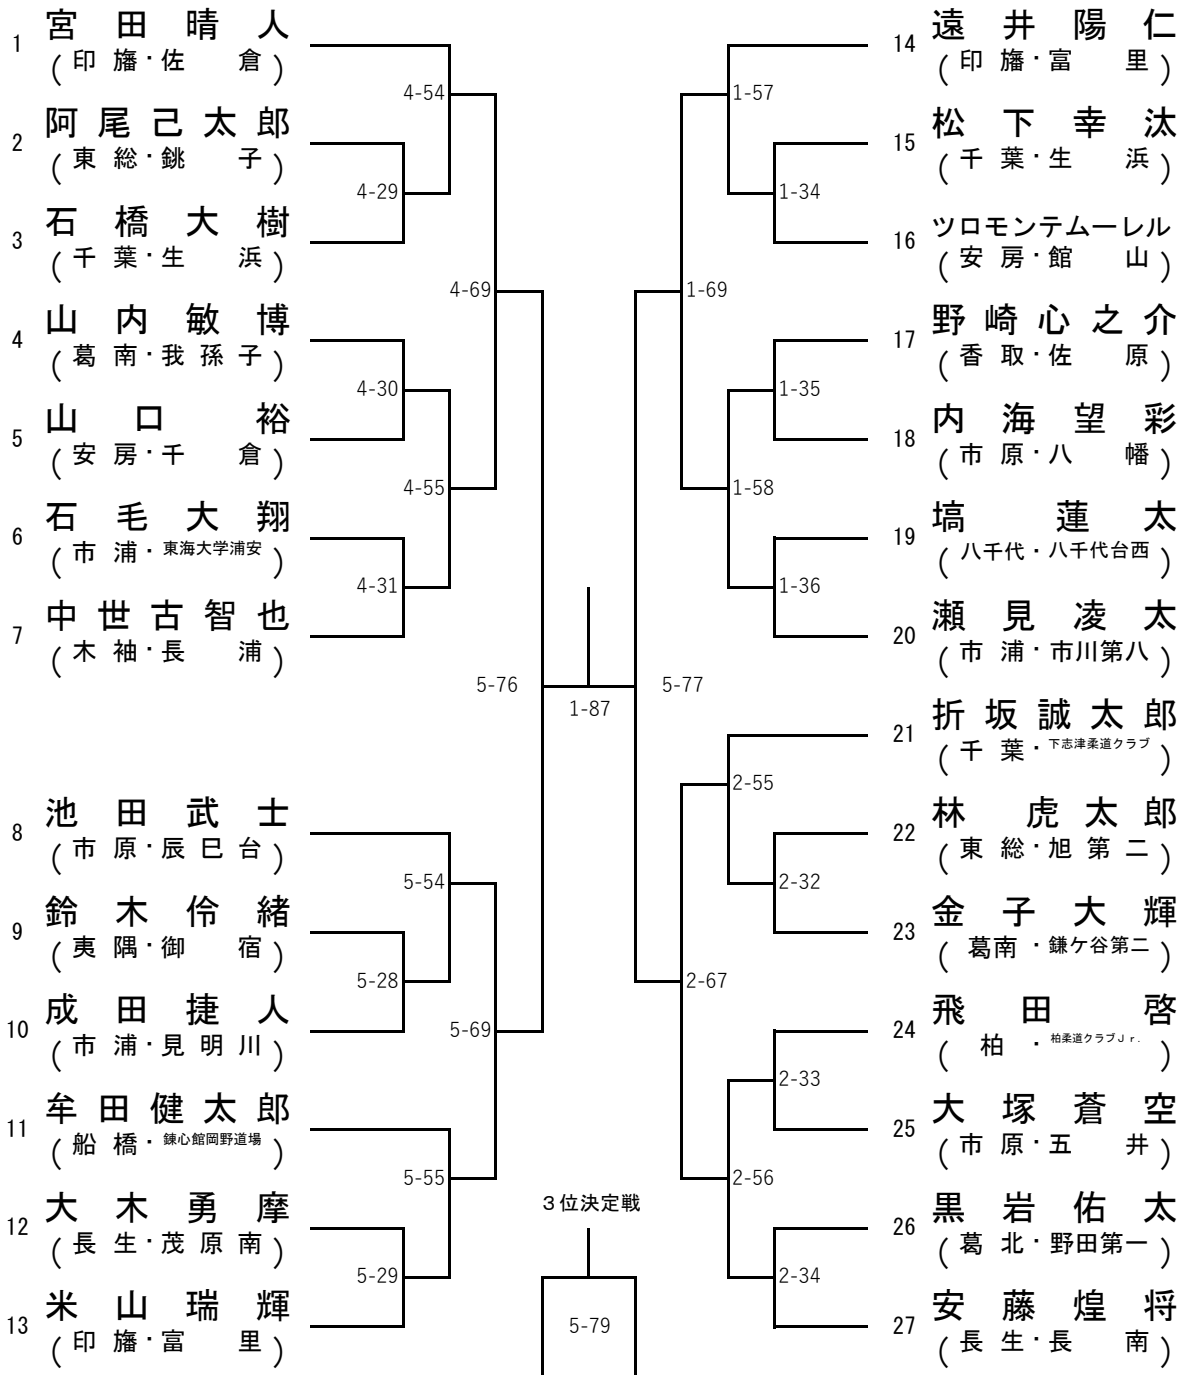 1 宮田晴人
(印旛・佐倉)
4-54
2 阿尾己太郎
(東総・銚子)
4-29
3 石橋大樹
(千葉・生浜)
4-69
4 山内敏博
(葛南・我孫子)
4-30
5 山口裕
(安房・千倉)
4-55
6 石毛大翔
(市浦・東海大学浦安)
4-31
7 中世古智也
(木袖・長浦)
5-76
8 池田武士
(市原・辰巳台)
5-54
9 鈴木伶緒
(夷隅・御宿)
5-28
10 成田捷人
(市浦・見明川)
5-69
11 牟田健太郎
(船橋・錬心館岡野道場)
5-55
12 大木勇摩
(長生・茂原南)
5-29
13 米山瑞輝
(印旛・富里)
1-87
3位決定戦
5-79
14 遠井陽仁
(印旛・富里)
1-57
15 松下幸汰
(千葉・生浜)
1-34
16 ツロモンテムーレル
(安房・館山)
1-69
17 野崎心之介
(香取・佐原)
1-35
18 内海望彩
(市原・八幡)
1-58
19 塙蓮太
(八千代・八千代台西)
1-36
20 瀬見凌太
(市浦・市川第八)
5-77
21 折坂誠太郎
(千葉・下志津柔道クラブ)
2-55
22 林虎太郎
(東総・旭第二)
2-32
23 金子大輝
(葛南・鎌ケ谷第二)
2-67
24 飛田啓
(柏・柏柔道クラブJr.)
2-33
25 大塚蒼空
(市原・五井)
2-56
26 黒岩佑太
(葛北・野田第一)
2-34
27 安藤煌将
(長生・長南)